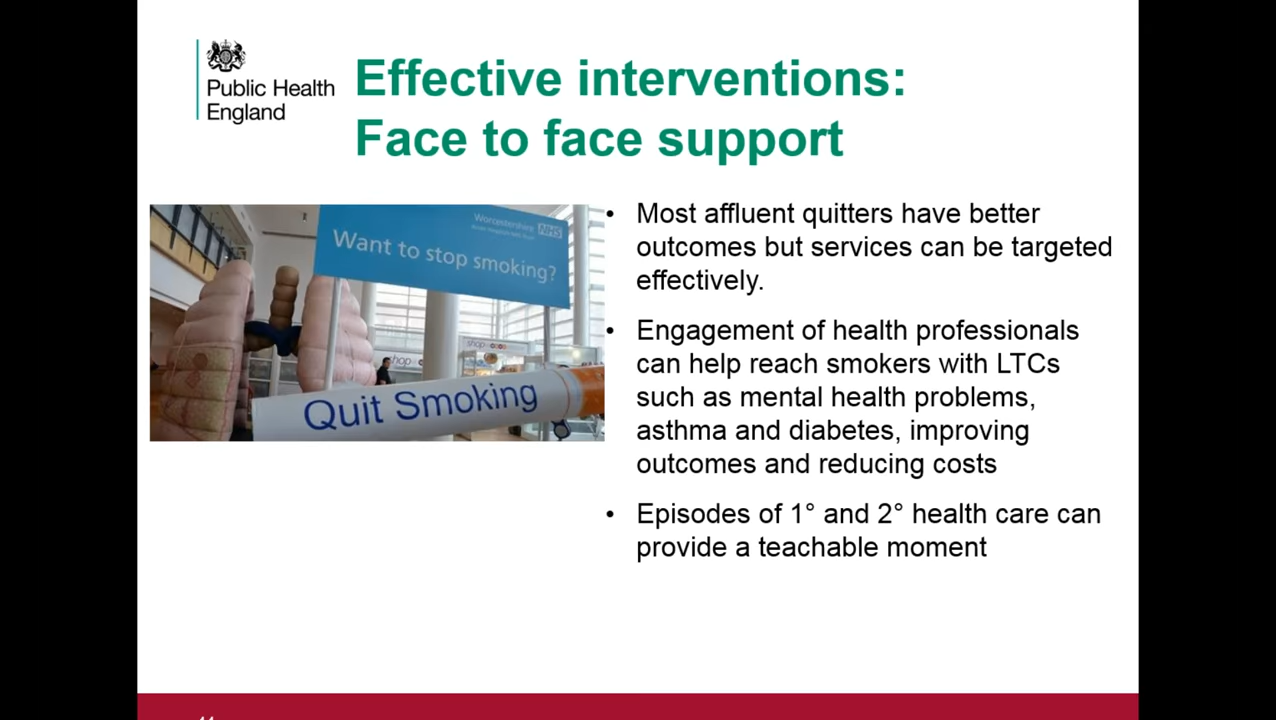 Public Health
England
Effective interventions:
Face to face support
Worcestershire
NHS
Want to stop smoking?
shop
Quit Smoking
• Most affluent quitters have better
outcomes but services can be targeted
effectively.
• Engagement of health professionals
can help reach smokers with LTCs
such as mental health problems,
asthma and diabetes, improving
outcomes and reducing costs
• Episodes of 1° and 2° health care can
provide a teachable moment